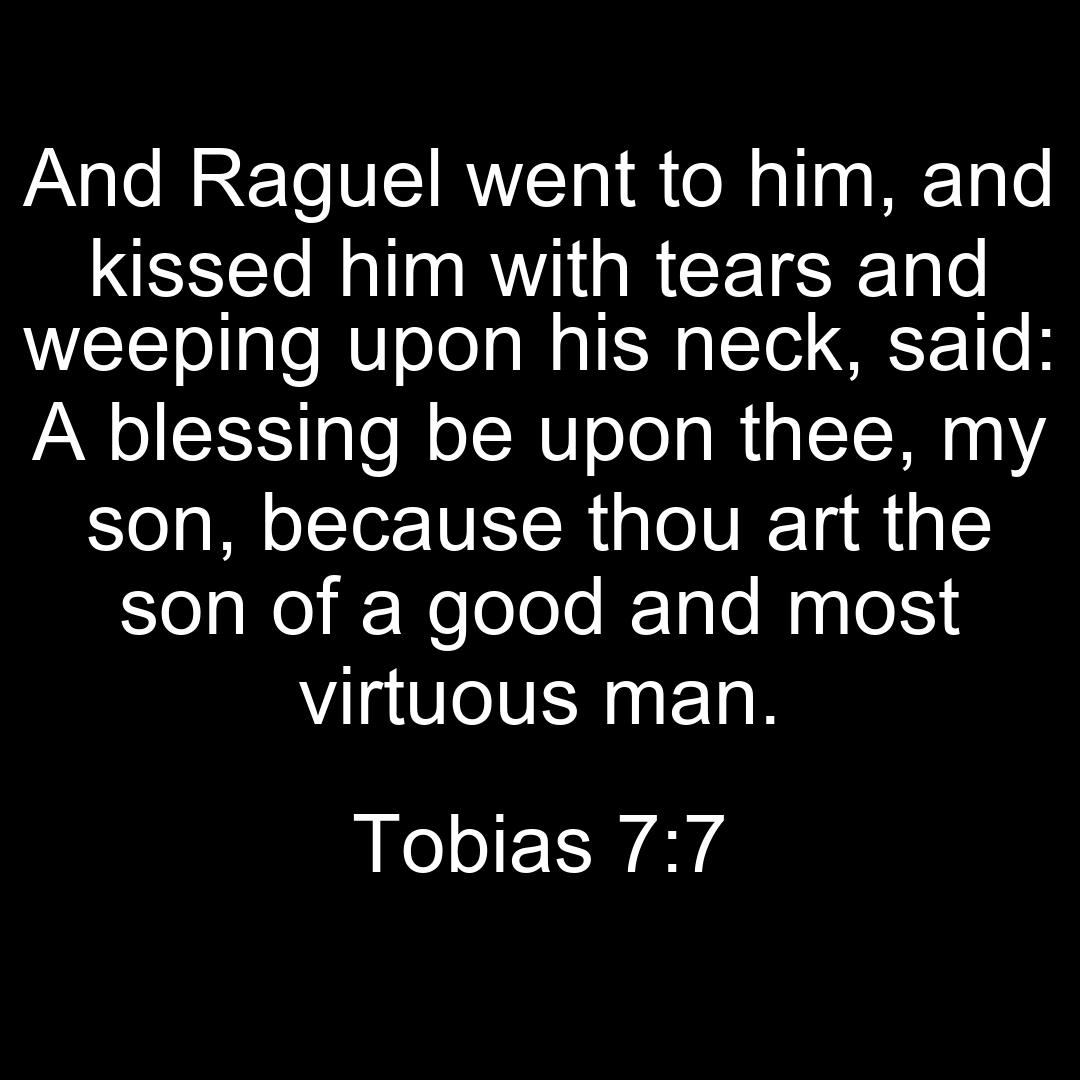 And Raguel went to him, and
kissed him with tears and
weeping upon his neck, said:
A blessing be upon thee, my
son, because thou art the
son of a good and most
virtuous man.
Tobias 7:7